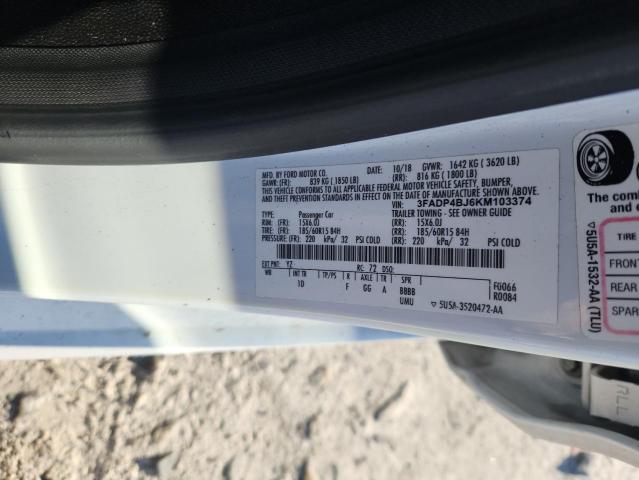 MFD. BY FORD MOTOR CO.
DATE: 10/18 GVWR: 1642 KG ( 3620 LB)
GAWR: (FR): 839 KG ( 1850 LB) (RR): 816 KG ( 1800 LB)
THIS VEHICLE CONFORMS TO ALL APPLICABLE FEDERAL MOTOR VEHICLE SAFETY, BUMPER,
AND THEFT PREVENTION STANDARDS IN EFFECT ON THE DATE OF MANUFACTURE SHOWN ABOVE.
VIN: 3FADP4BJ6KM103374
TYPE: Passenger Car TRAILER TOWING - SEE OWNER GUIDE
RIM: (FR): 15X6.0J (RR): 15X6.0J
TIRE: (FR): 185/60R15 84H (RR): 185/60R15 84H
PRESSURE: (FR): 220 kPa/ 32 PSI COLD (RR): 220 kPa/ 32 PSI COLD
EXT PNT: YZ RC: 72 DSO:
WB INT TR TP/PS R AXLE TR SPR
1D F GG A BBBB
UMU
F0066
R0084
▽ 5U5A-3520472-AA
The comb
and
▽ 5U5A-1532-AA (TLU)
TIRE
FRONT
REAR
SPAR
ALL